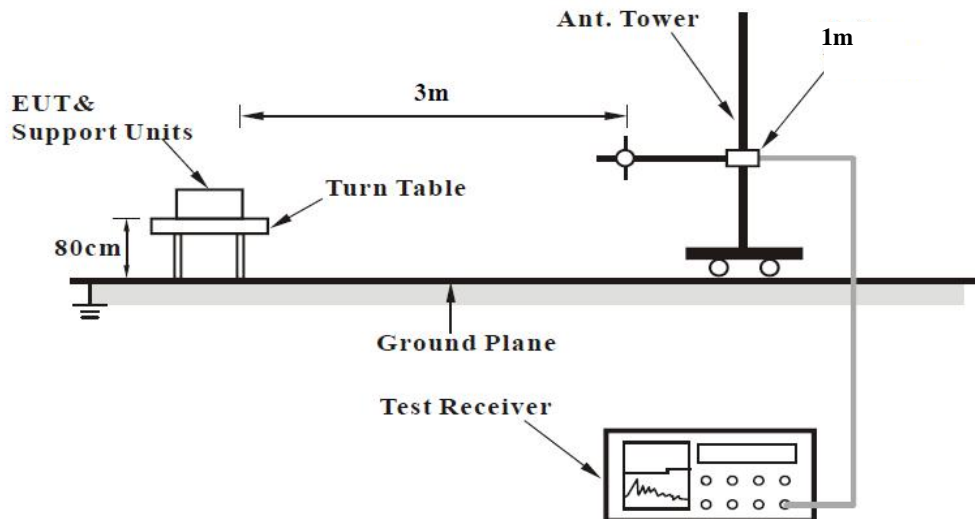 Ant. Tower
1m
3m
EUT&
Support Units
Turn Table
80cm
Ground Plane
Test Receiver